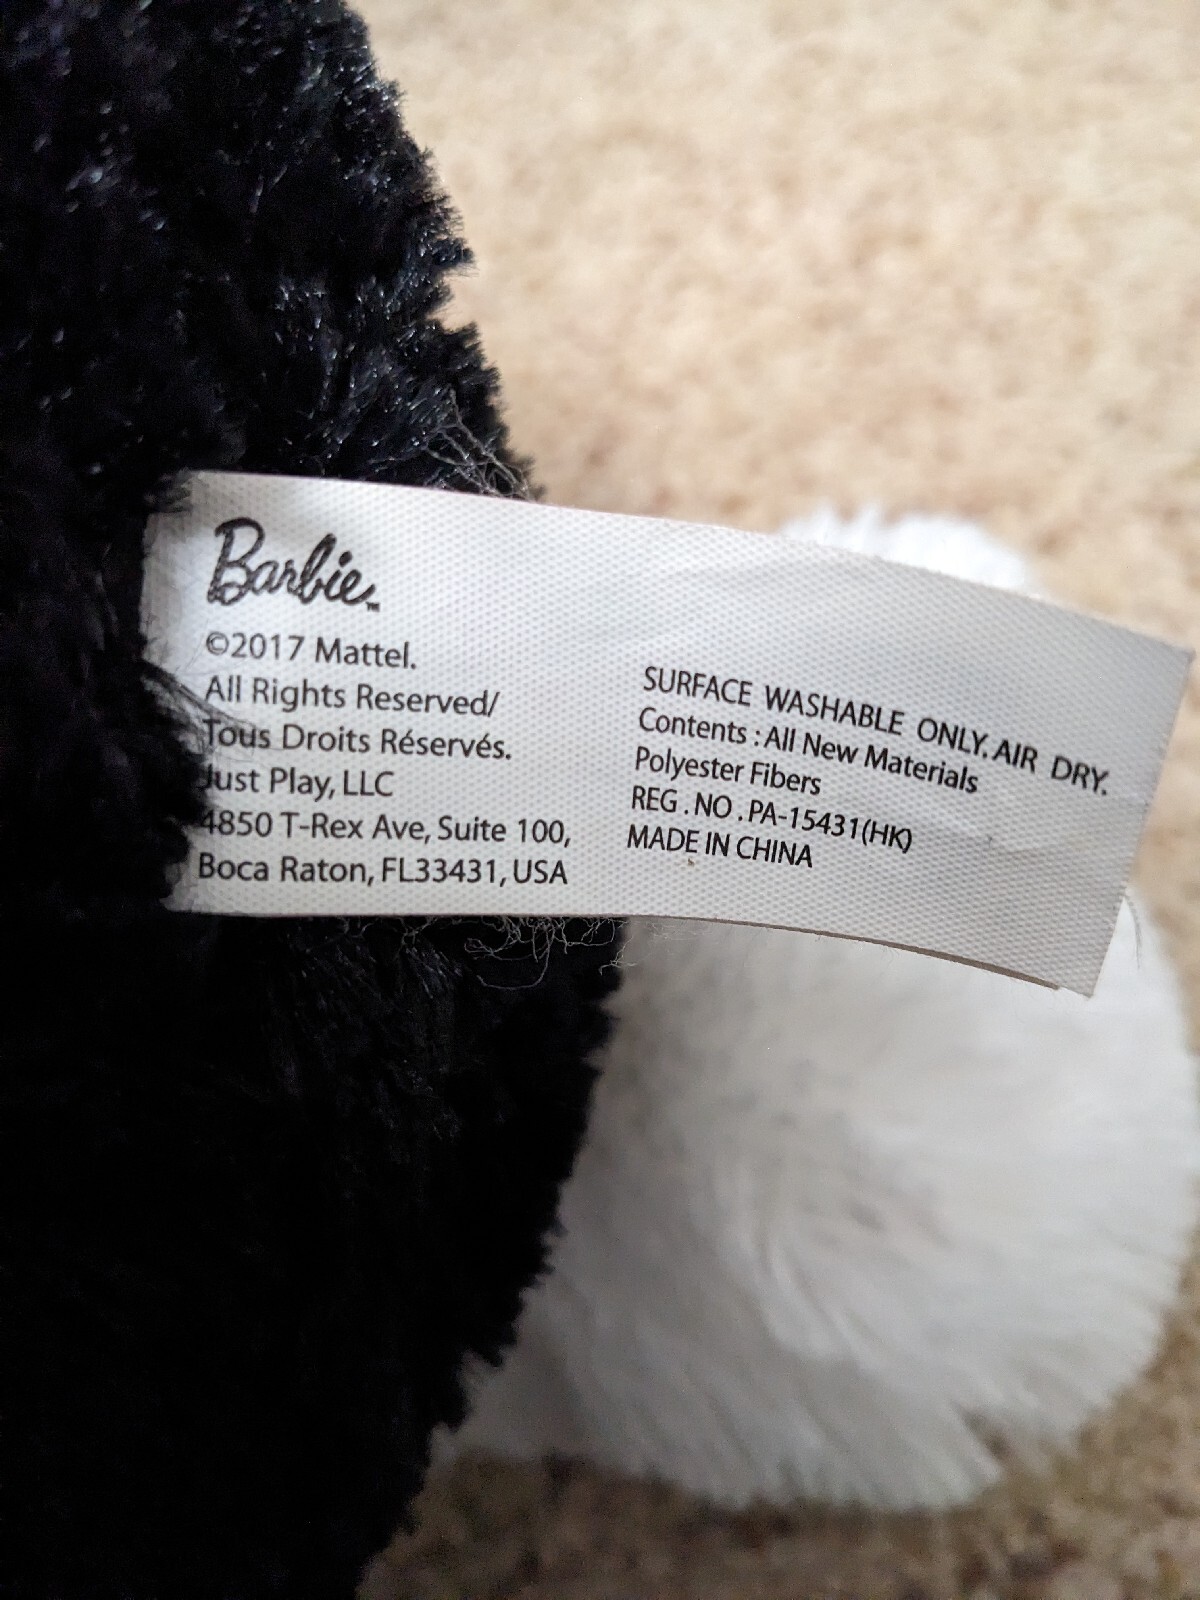 Barbie™
©2017 Mattel.
All Rights Reserved/
Tous Droits Réservés.
Just Play, LLC
4850 T-Rex Ave, Suite 100,
Boca Raton, FL33431, USA
SURFACE WASHABLE ONLY. AIR DRY.
Contents : All New Materials
Polyester Fibers
REG . NO . PA-15431(HK)
MADE IN CHINA